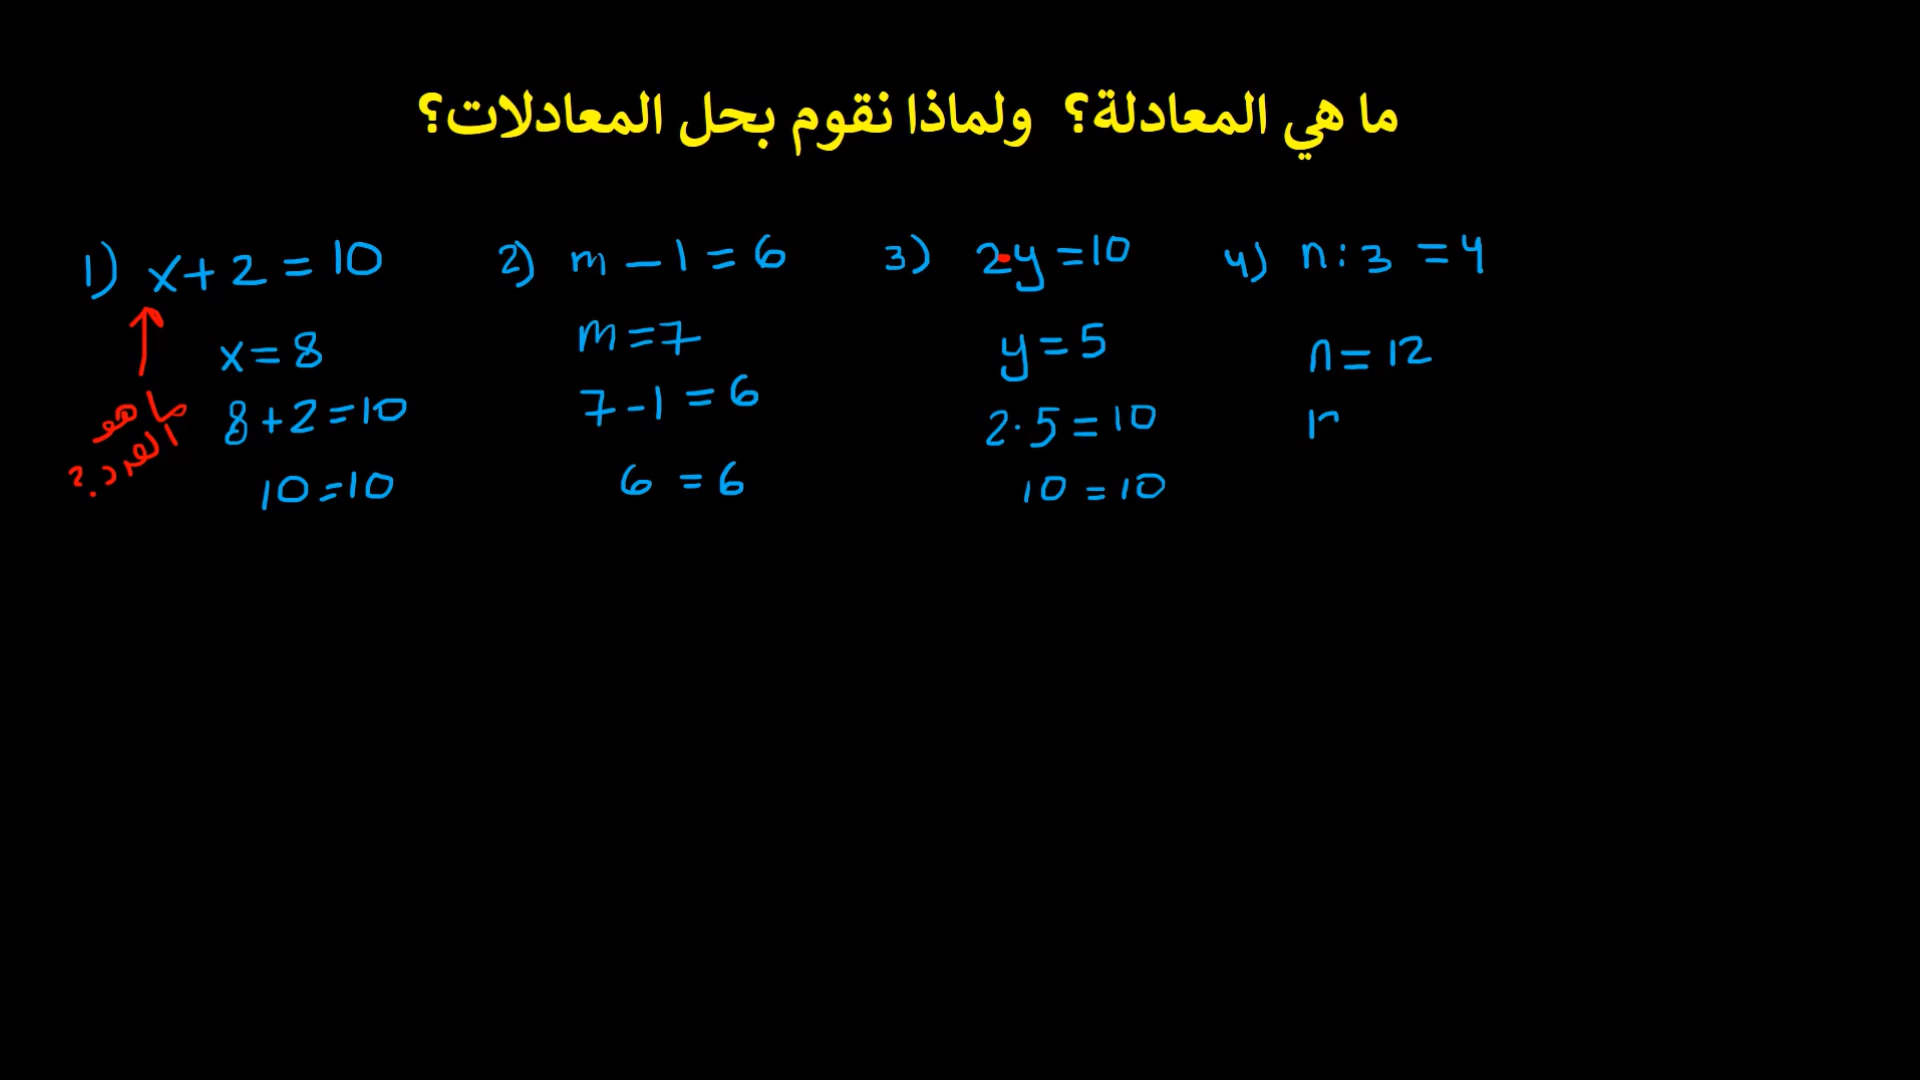 ما هي المعادلة؟ ولماذا نقوم بحل المعادلات؟
1) x+2=10
x=8
8+2=10
10=10
ما هو
العدد؟
2) m-1=6
m=7
7-1=6
6=6
3) 2·y=10
y=5
2·5=10
10=10
4) n:3=4
n=12